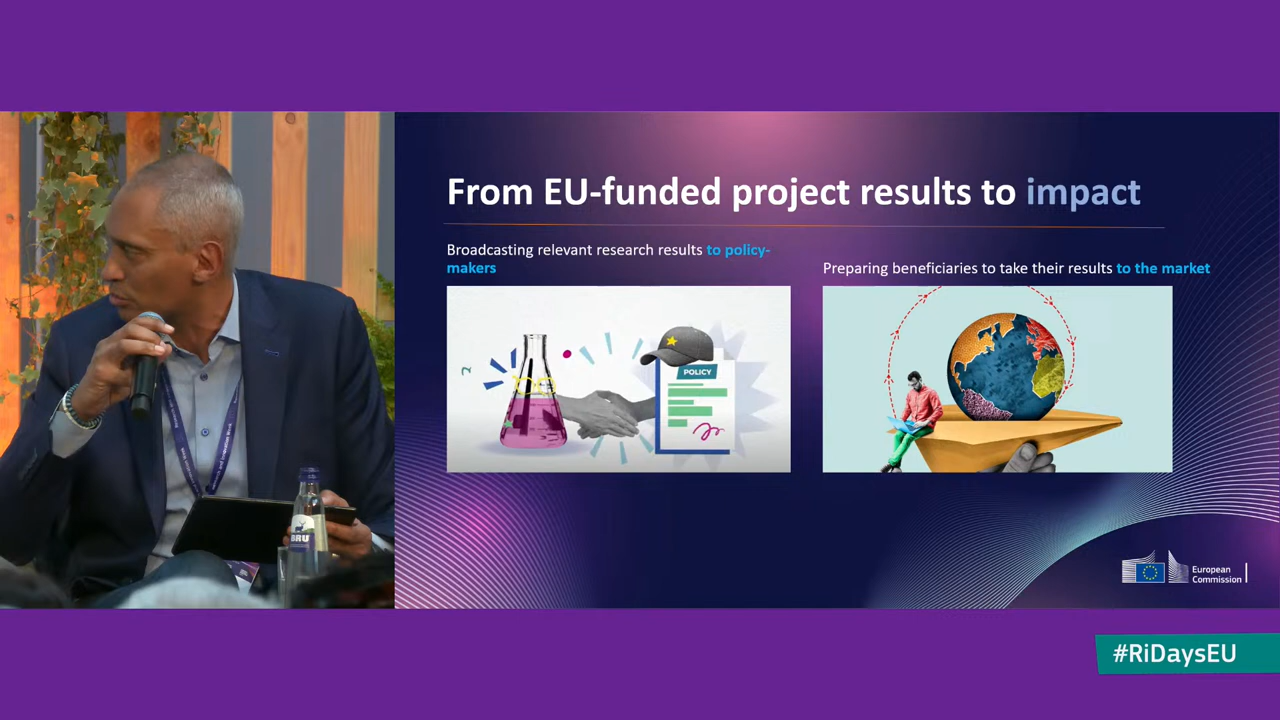 From EU-funded project results to impact
Broadcasting relevant research results to policy-
makers
Preparing beneficiaries to take their results to the market
POLICY
BRU
European
Commission
#RiDaysEU